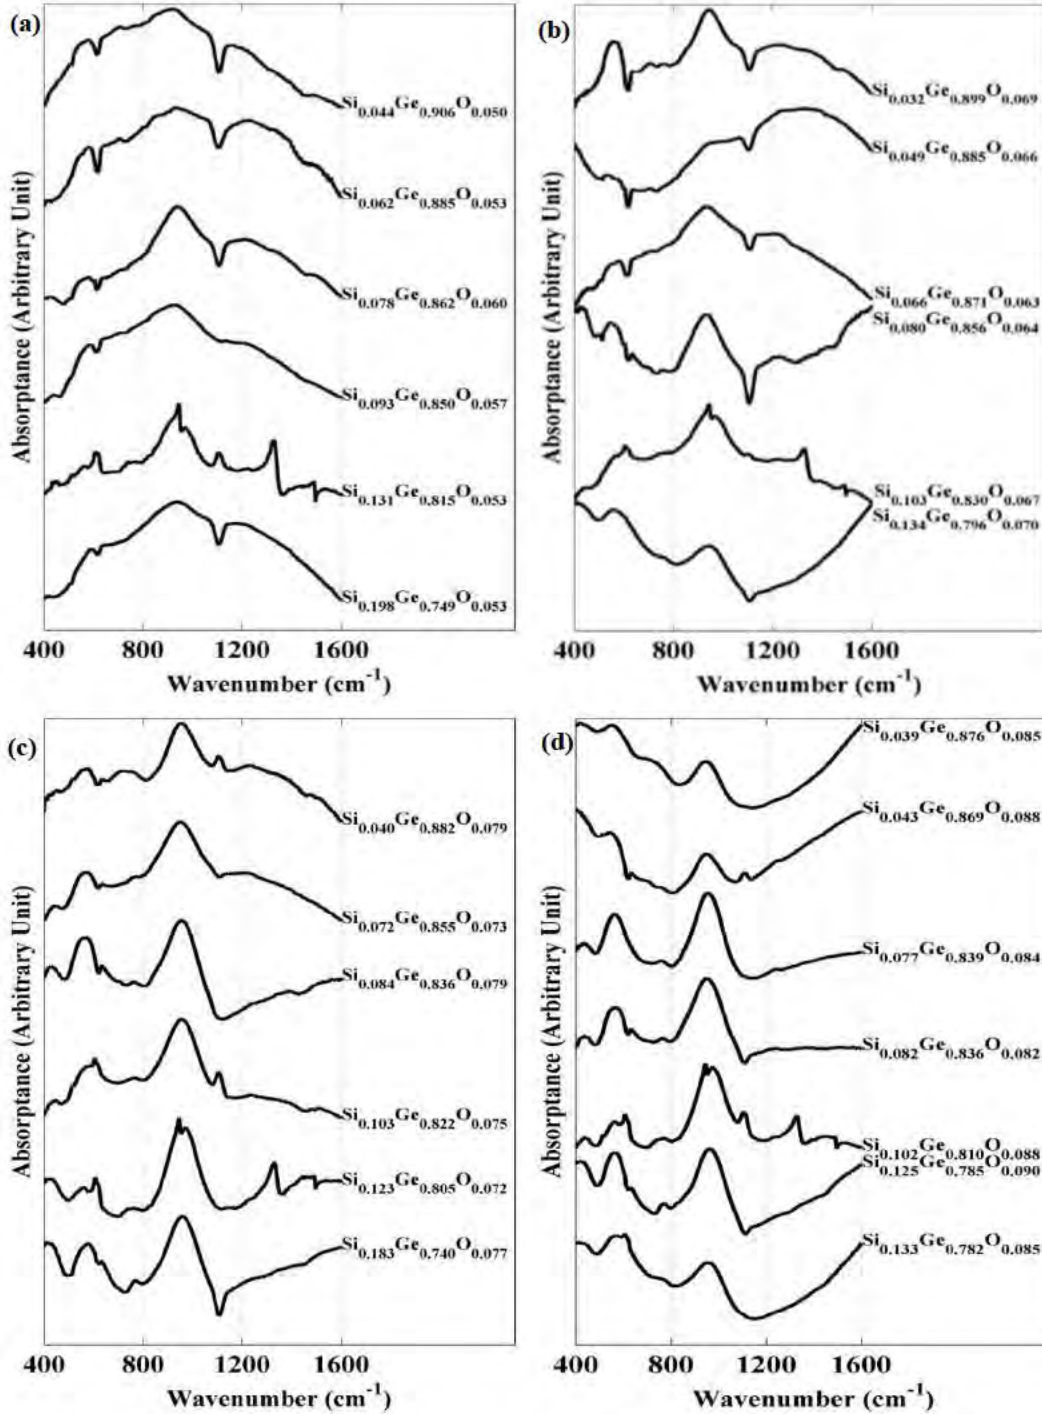 (a)
Si0.044Ge0.906O0.050
Si0.062Ge0.885O0.053
Si0.078Ge0.862O0.060
Si0.093Ge0.850O0.057
Si0.131Ge0.815O0.053
Si0.198Ge0.749O0.053
Absorptance (Arbitrary Unit)
400 800 1200 1600
Wavenumber (cm-1)
(b)
Si0.032Ge0.899O0.069
Si0.049Ge0.885O0.066
Si0.066Ge0.871O0.063
Si0.080Ge0.856O0.064
Si0.103Ge0.830O0.067
Si0.134Ge0.796O0.070
Absorptance (Arbitrary Unit)
400 800 1200 1600
Wavenumber (cm-1)
(c)
Si0.040Ge0.882O0.079
Si0.072Ge0.855O0.073
Si0.084Ge0.836O0.079
Si0.103Ge0.822O0.075
Si0.123Ge0.805O0.072
Si0.183Ge0.740O0.077
Absorptance (Arbitrary Unit)
400 800 1200 1600
Wavenumber (cm-1)
(d)
Si0.039Ge0.876O0.085
Si0.043Ge0.869O0.088
Si0.077Ge0.839O0.084
Si0.082Ge0.836O0.082
Si0.102Ge0.810O0.088
Si0.125Ge0.785O0.090
Si0.133Ge0.782O0.085
Absorptance (Arbitrary Unit)
400 800 1200 1600
Wavenumber (cm-1)